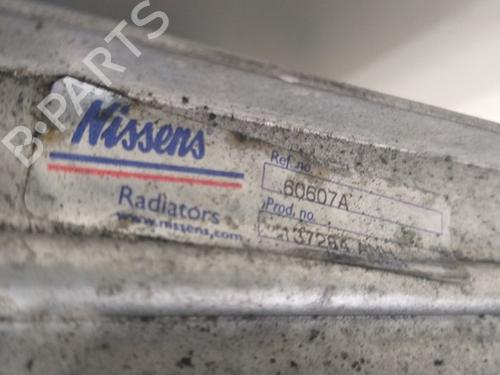 B-PARTS
Nissens
Radiators
www.nissens.com
Ref. no.
60607A
Prod. no.